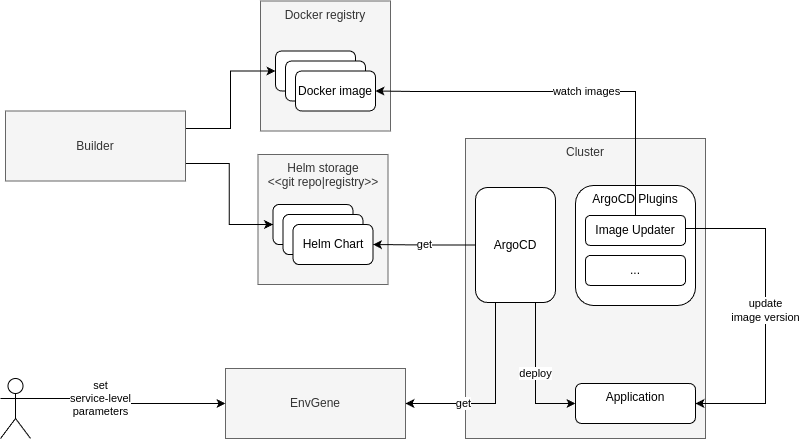 Docker registry
Docker image
watch images
Builder
Cluster
Helm storage
<<git repo|registry>>
Helm Chart
get
ArgoCD
ArgoCD Plugins
Image Updater
...
update
image version
deploy
set
service-level
parameters
EnvGene
get
Application